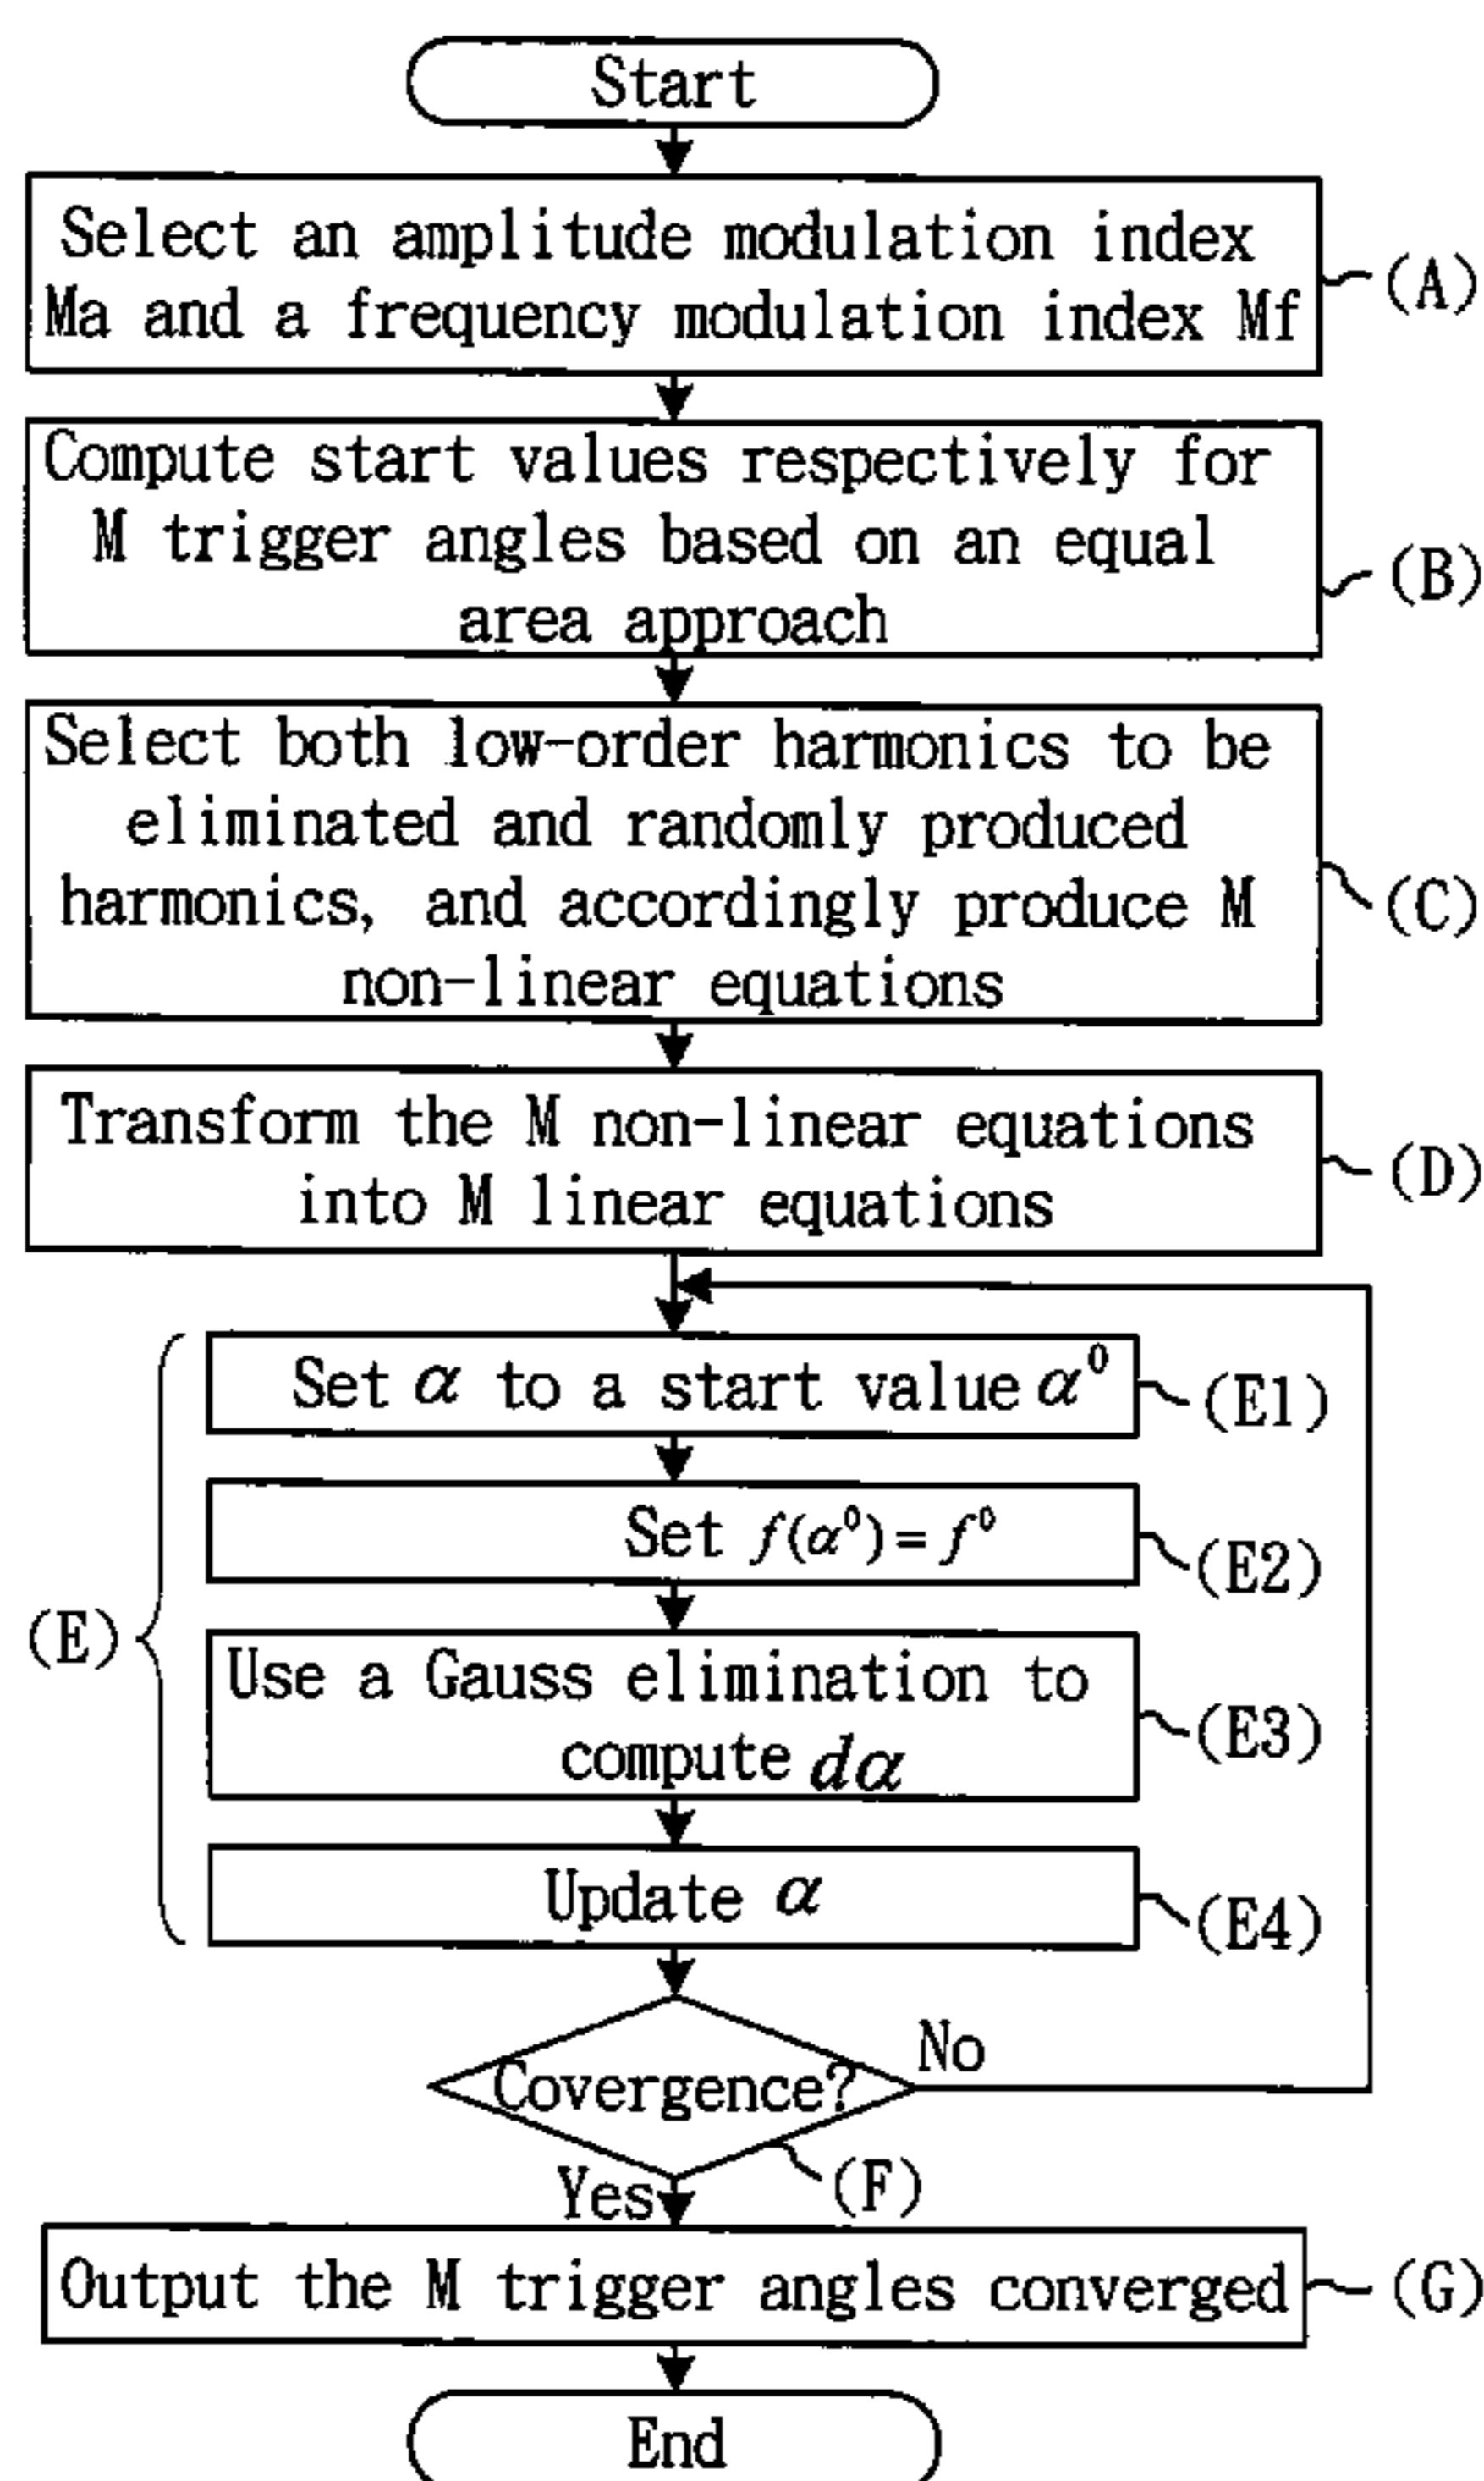 Start
Select an amplitude modulation index
Ma and a frequency modulation index Mf
(A)
Compute start values respectively for
M trigger angles based on an equal
area approach
(B)
Select both low-order harmonics to be
eliminated and randomly produced
harmonics, and accordingly produce M
non-linear equations
(C)
Transform the M non-linear equations
into M linear equations
(D)
(E)
Set α to a start value α⁰
(E1)
Set f(α⁰) = f⁰
(E2)
Use a Gauss elimination to
compute dα
(E3)
Update α
(E4)
Covergence?
No
(F)
Yes
Output the M trigger angles converged
(G)
End